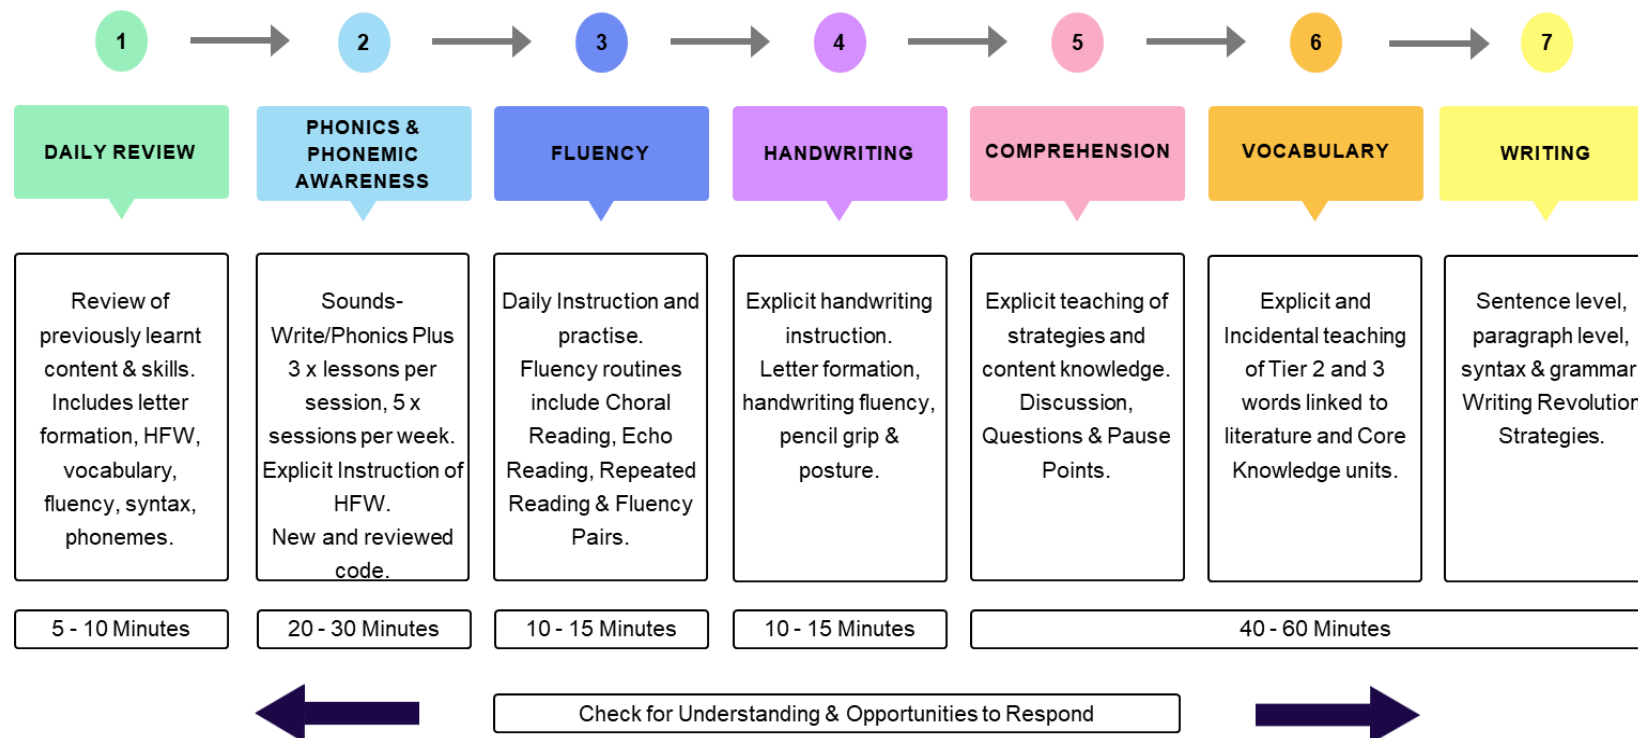 1
2
3
4
5
6
7
DAILY REVIEW
PHONICS &
PHONEMIC
AWARENESS
FLUENCY
HANDWRITING
COMPREHENSION
VOCABULARY
WRITING
Review of
previously learnt
content & skills.
Includes letter
formation, HFW,
vocabulary,
fluency, syntax,
phonemes.
Sounds-
Write/Phonics Plus
3 x lessons per
session, 5 x
sessions per week.
Explicit Instruction of
HFW.
New and reviewed
code.
Daily Instruction and
practise.
Fluency routines
include Choral
Reading, Echo
Reading, Repeated
Reading & Fluency
Pairs.
Explicit handwriting
instruction.
Letter formation,
handwriting fluency,
pencil grip &
posture.
Explicit teaching of
strategies and
content knowledge.
Discussion,
Questions & Pause
Points.
Explicit and
Incidental teaching
of Tier 2 and 3
words linked to
literature and Core
Knowledge units.
Sentence level,
paragraph level,
syntax & grammar.
Writing Revolution
Strategies.
5 - 10 Minutes
20 - 30 Minutes
10 - 15 Minutes
10 - 15 Minutes
40 - 60 Minutes
Check for Understanding & Opportunities to Respond